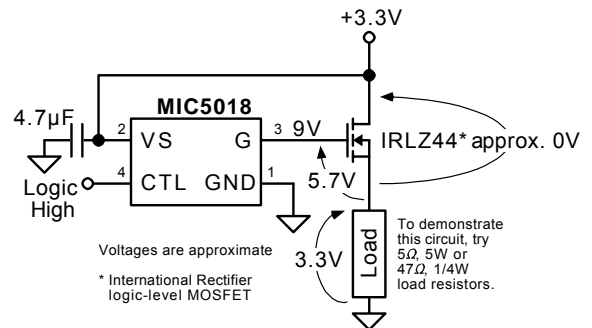 +3.3V
4.7µF
MIC5018
2 VS G 3 9V
IRLZ44* approx. 0V
4 CTL GND 1
Logic
High
5.7V
Voltages are approximate
* International Rectifier
logic-level MOSFET
3.3V
Load
To demonstrate
this circuit, try
5Ω, 5W or
47Ω, 1/4W
load resistors.